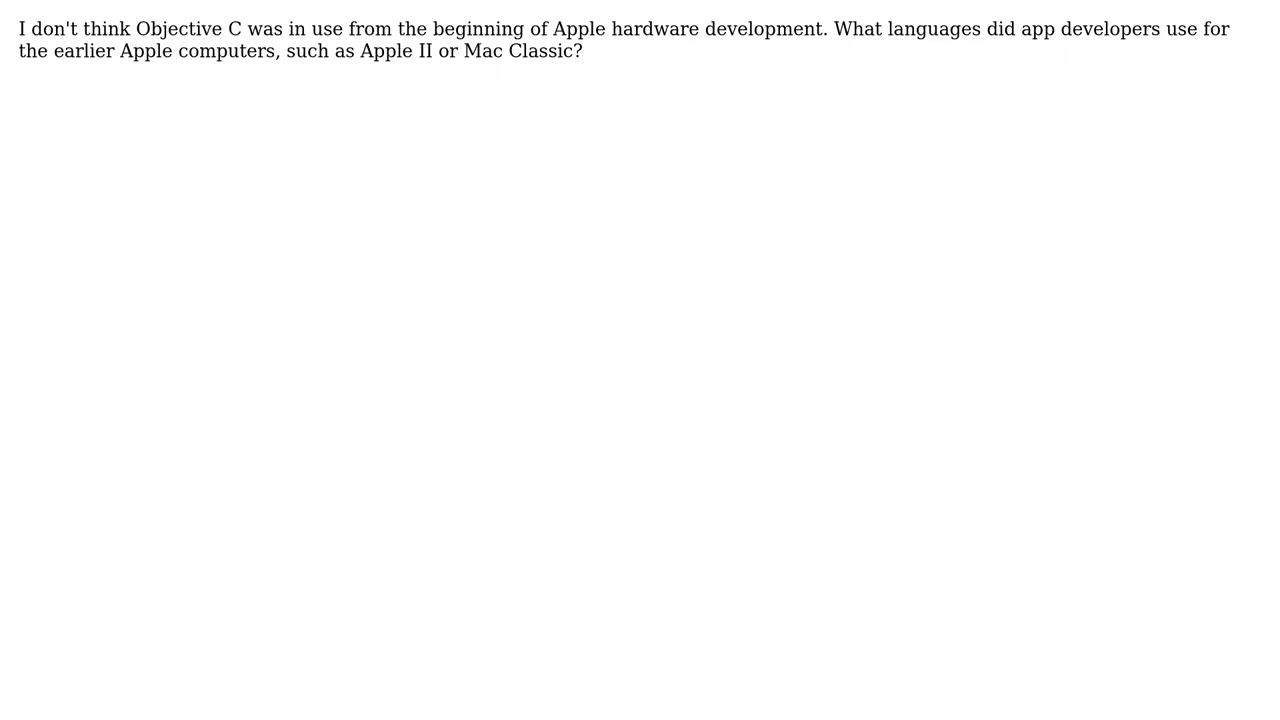 I don't think Objective C was in use from the beginning of Apple hardware development. What languages did app developers use for
the earlier Apple computers, such as Apple II or Mac Classic?